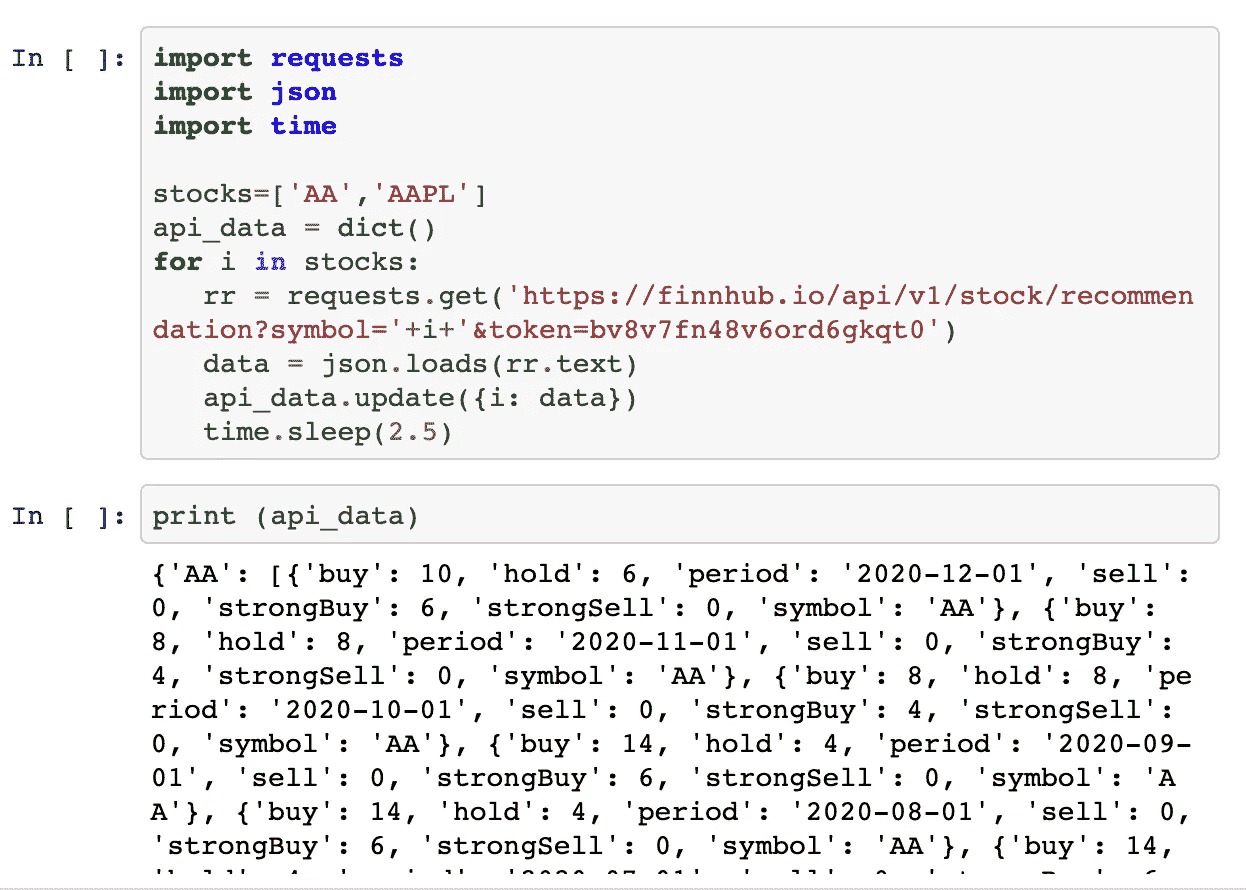 In [ ]: import requests
import json
import time
stocks=['AA','AAPL']
api_data = dict()
for i in stocks:
rr = requests.get('https://finnhub.io/api/v1/stock/recommen
dation?symbol='+i+'&token=bv8v7fn48v6ord6gkqt0')
data = json.loads(rr.text)
api_data.update({i: data})
time.sleep(2.5)
In [ ]: print (api_data)
{'AA': [{'buy': 10, 'hold': 6, 'period': '2020-12-01', 'sell':
0, 'strongBuy': 6, 'strongSell': 0, 'symbol': 'AA'}, {'buy':
8, 'hold': 8, 'period': '2020-11-01', 'sell': 0, 'strongBuy':
4, 'strongSell': 0, 'symbol': 'AA'}, {'buy': 8, 'hold': 8, 'pe
riod': '2020-10-01', 'sell': 0, 'strongBuy': 4, 'strongSell':
0, 'symbol': 'AA'}, {'buy': 14, 'hold': 4, 'period': '2020-09-
01', 'sell': 0, 'strongBuy': 6, 'strongSell': 0, 'symbol': 'A
A'}, {'buy': 14, 'hold': 4, 'period': '2020-08-01', 'sell': 0,
'strongBuy': 6, 'strongSell': 0, 'symbol': 'AA'}, {'buy': 14,